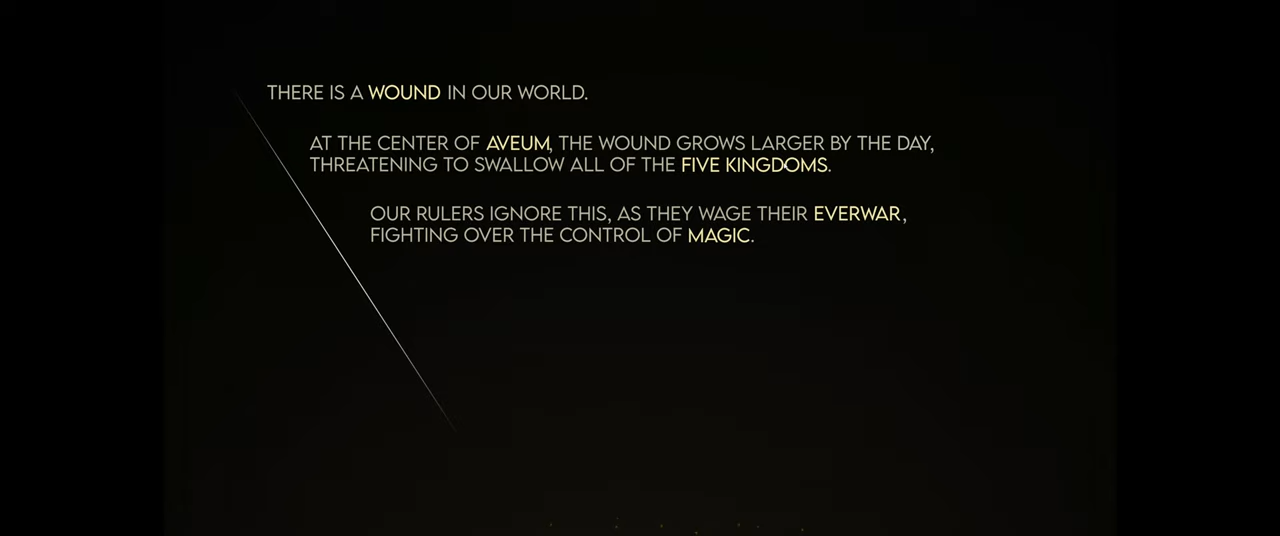 THERE IS A WOUND IN OUR WORLD.
AT THE CENTER OF AVEUM, THE WOUND GROWS LARGER BY THE DAY,
THREATENING TO SWALLOW ALL OF THE FIVE KINGDOMS.
OUR RULERS IGNORE THIS, AS THEY WAGE THEIR EVERWAR,
FIGHTING OVER THE CONTROL OF MAGIC.